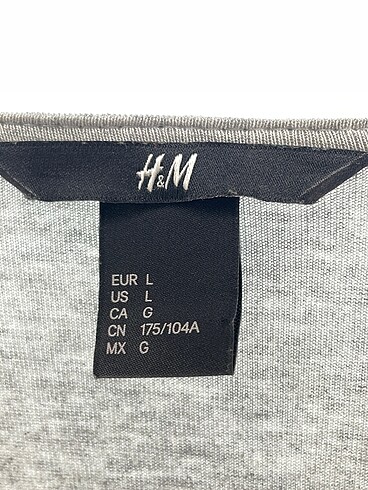 H&M
EUR L
US L
CA G
CN 175/104A
MX G